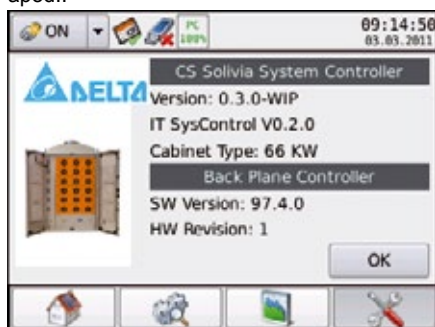 ON
PC
100%
09:14:50
03.03.2011
DELTA
CS Solivia System Controller
Version: 0.3.0-WIP
IT SysControl V0.2.0
Cabinet Type: 66 KW
Back Plane Controller
SW Version: 97.4.0
HW Revision: 1
OK